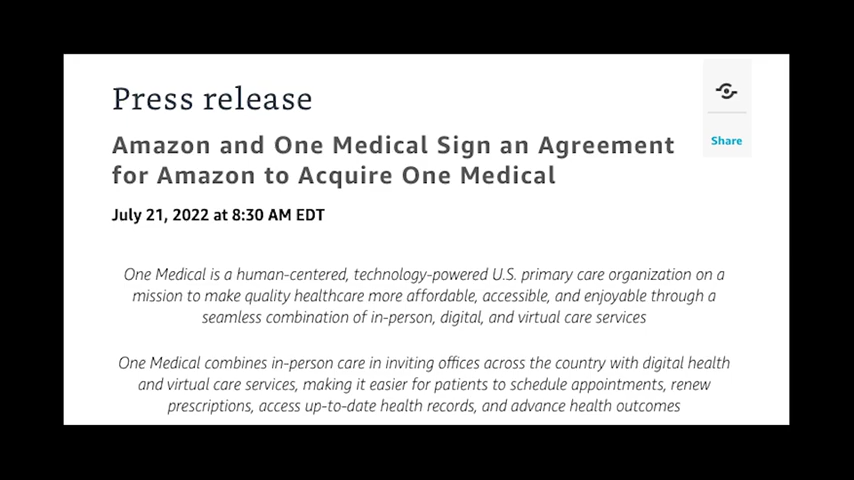 Press release
Share
Amazon and One Medical Sign an Agreement
for Amazon to Acquire One Medical
July 21, 2022 at 8:30 AM EDT
One Medical is a human-centered, technology-powered U.S. primary care organization on a
mission to make quality healthcare more affordable, accessible, and enjoyable through a
seamless combination of in-person, digital, and virtual care services
One Medical combines in-person care in inviting offices across the country with digital health
and virtual care services, making it easier for patients to schedule appointments, renew
prescriptions, access up-to-date health records, and advance health outcomes